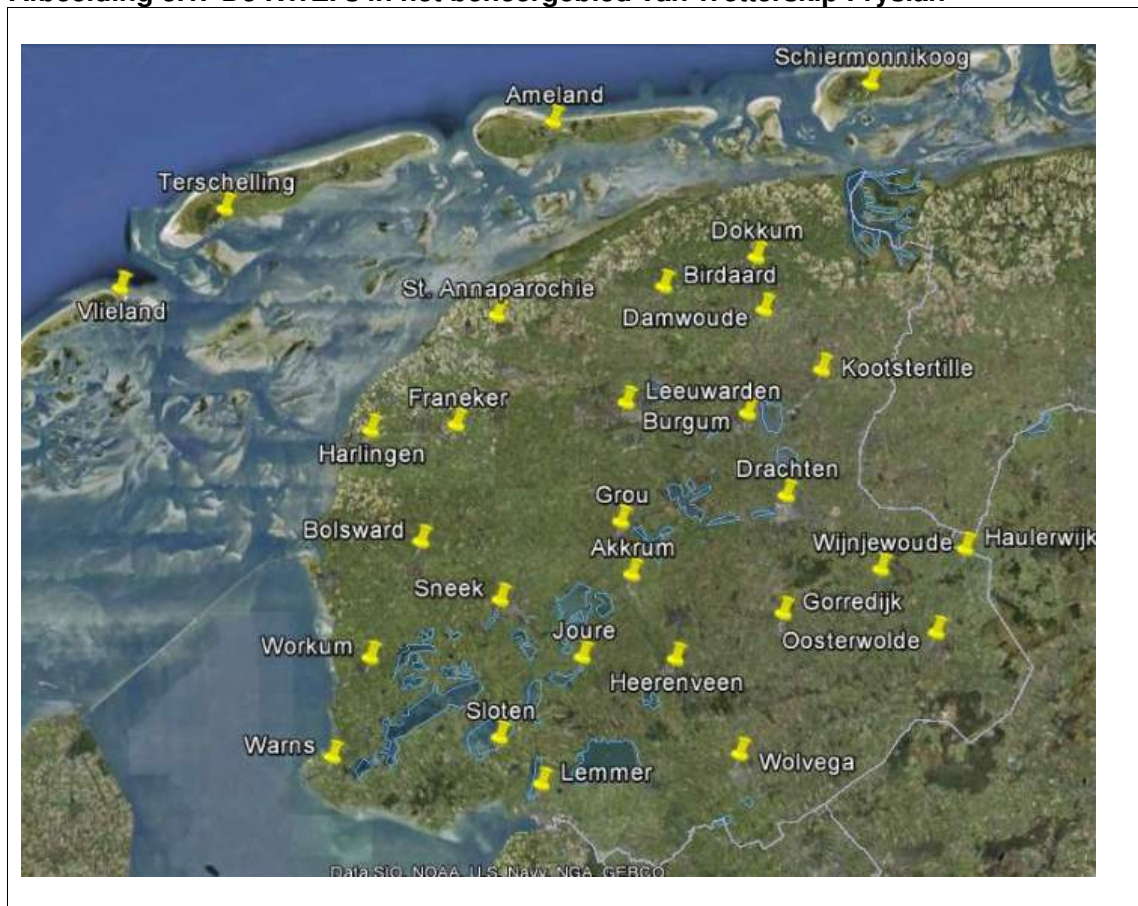 Schiermonnikoog
Ameland
Terschelling
Dokkum
Birdaard
St. Annaparochie
Vlieland
Damwoude
Kootstertille
Leeuwarden
Franeker
Burgum
Harlingen
Drachten
Grou
Bolsward
Akkrum
Wijnjewoude
Haulerwijk
Sneek
Gorredijk
Joure
Oosterwolde
Workum
Heerenveen
Sloten
Warns
Wolvega
Lemmer
Data SIO, NOAA, U.S. Navy, NGA, GEBCO